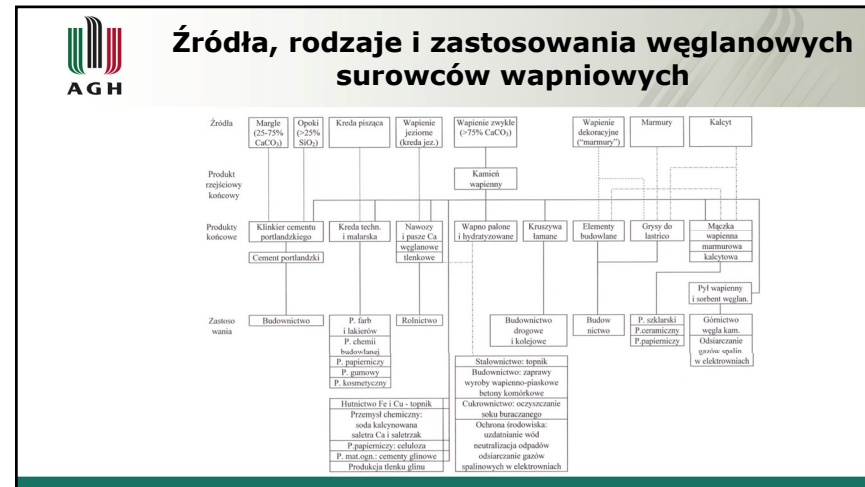 AGH
Źródła, rodzaje i zastosowania węglanowych
surowców wapniowych
Źródła
Margle
(25-75%
CaCO₃)
Opoki
(>25%
SiO₂)
Kreda pisząca
Wapienie
jeziorne
(kreda jez.)
Wapienie zwykłe
(>75% CaCO₃)
Wapienie
dekoracyjne
("marmury")
Marmury
Kalcyt
Produkt
rzejściowy
końcowy
Kamień
wapienny
Produkty
końcowe
Klinkier cementu
portlandzkiego
Cement portlandzki
Kreda techn.
i malarska
Nawozy
i pasze Ca
węglanowe
tlenkowe
Wapno palone
i hydratyzowane
Kruszywa
łamane
Elementy
budowlane
Grysy do
lastrico
Mączka
wapienna
marmurowa
kalcytowa
Pył wapienny
i sorbent węglan.
Zastoso
wania
Budownictwo
P. farb
i lakierów
P. chemii
budowlanej
P. papierniczy
P. gumowy
P. kosmetyczny
Rolnictwo
Budownictwo
drogowe
i kolejowe
Budow
nictwo
P. szklarski
P.ceramiczny
P.papierniczy
Górnictwo
węgla kam.
Odsiarczanie
gazów spalin
w elektrowniach
Hutnictwo Fe i Cu - topnik
Przemysł chemiczny:
soda kalcynowana
saletra Ca i saletrzak
P.papierniczy: celuloza
P. mat.ogn.: cementy glinowe
Produkcja tlenku glinu
Stalownictwo: topnik
Budownictwo: zaprawy
wyroby wapienno-piaskowe
betony komórkowe
Cukrownictwo: oczyszczanie
soku buraczanego
Ochrona środowiska:
uzdatnianie wód
neutralizacja odpadów
odsiarczanie gazów
spalinowych w elektrowniach